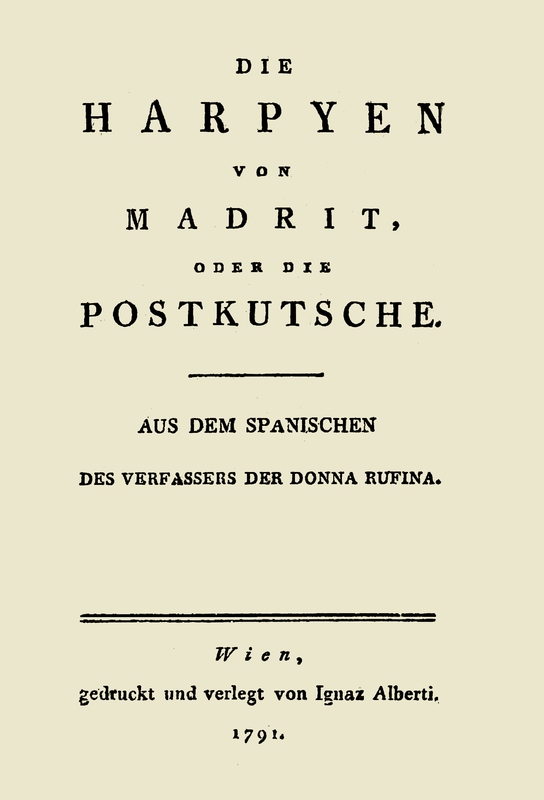 DIE
HARPYEN
VON
MADRIT,
ODER DIE
POSTKUTSCHE.
AUS DEM SPANISCHEN
DES VERFASSERS DER DONNA RUFINA.
Wien,
gedruckt und verlegt von Ignaz Alberti.
1791.